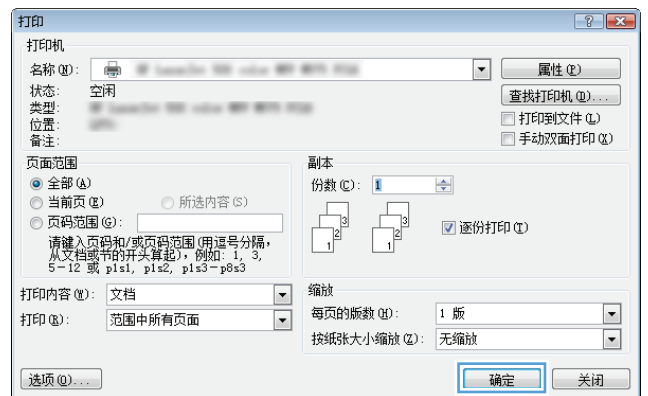 打印
打印机
名称(N):
属性(P)
状态: 空闲
查找打印机(D)...
类型:
位置:
打印到文件(L)
备注:
手动双面打印(X)
页面范围
副本
全部(A)
份数(C): 1
当前页(E) 所选内容(S)
页码范围(G):
逐份打印(T)
请键入页码和/或页码范围(用逗号分隔,
从文档或节的开头算起),例如: 1, 3,
5-12 或 p1s1, p1s2, p1s3-p8s3
3
2
1
3
2
1
打印内容(W): 文档
缩放
打印(R): 范围中所有页面
每页的版数(H): 1 版
按纸张大小缩放(Z): 无缩放
选项(O)...
确定
关闭